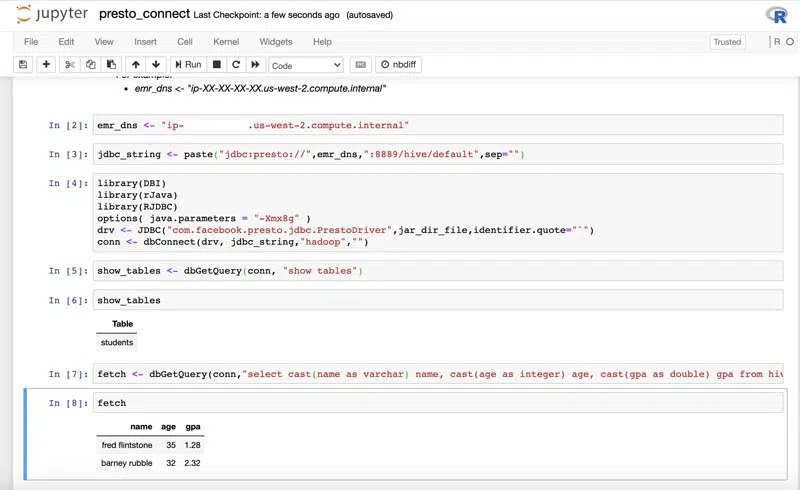 jupyter presto_connect Last Checkpoint: a few seconds ago (autosaved)
File Edit View Insert Cell Kernel Widgets Help Trusted R
Run Code nbdiff
emr_dns <- "ip-XX-XX-XX-XX.us-west-2.compute.internal"
In [2]: emr_dns <- "ip- .us-west-2.compute.internal"
In [3]: jdbc_string <- paste("jdbc:presto://",emr_dns,":8889/hive/default",sep="")
In [4]: library(DBI)
library(rJava)
library(RJDBC)
options( java.parameters = "-Xmx8g" )
drv <- JDBC("com.facebook.presto.jdbc.PrestoDriver",jar_dir_file,identifier.quote="`")
conn <- dbConnect(drv, jdbc_string,"hadoop","")
In [5]: show_tables <- dbGetQuery(conn, "show tables")
In [6]: show_tables
Table
students
In [7]: fetch <- dbGetQuery(conn,"select cast(name as varchar) name, cast(age as integer) age, cast(gpa as double) gpa from hiv
In [8]: fetch
name age gpa
fred flintstone 35 1.28
barney rubble 32 2.32